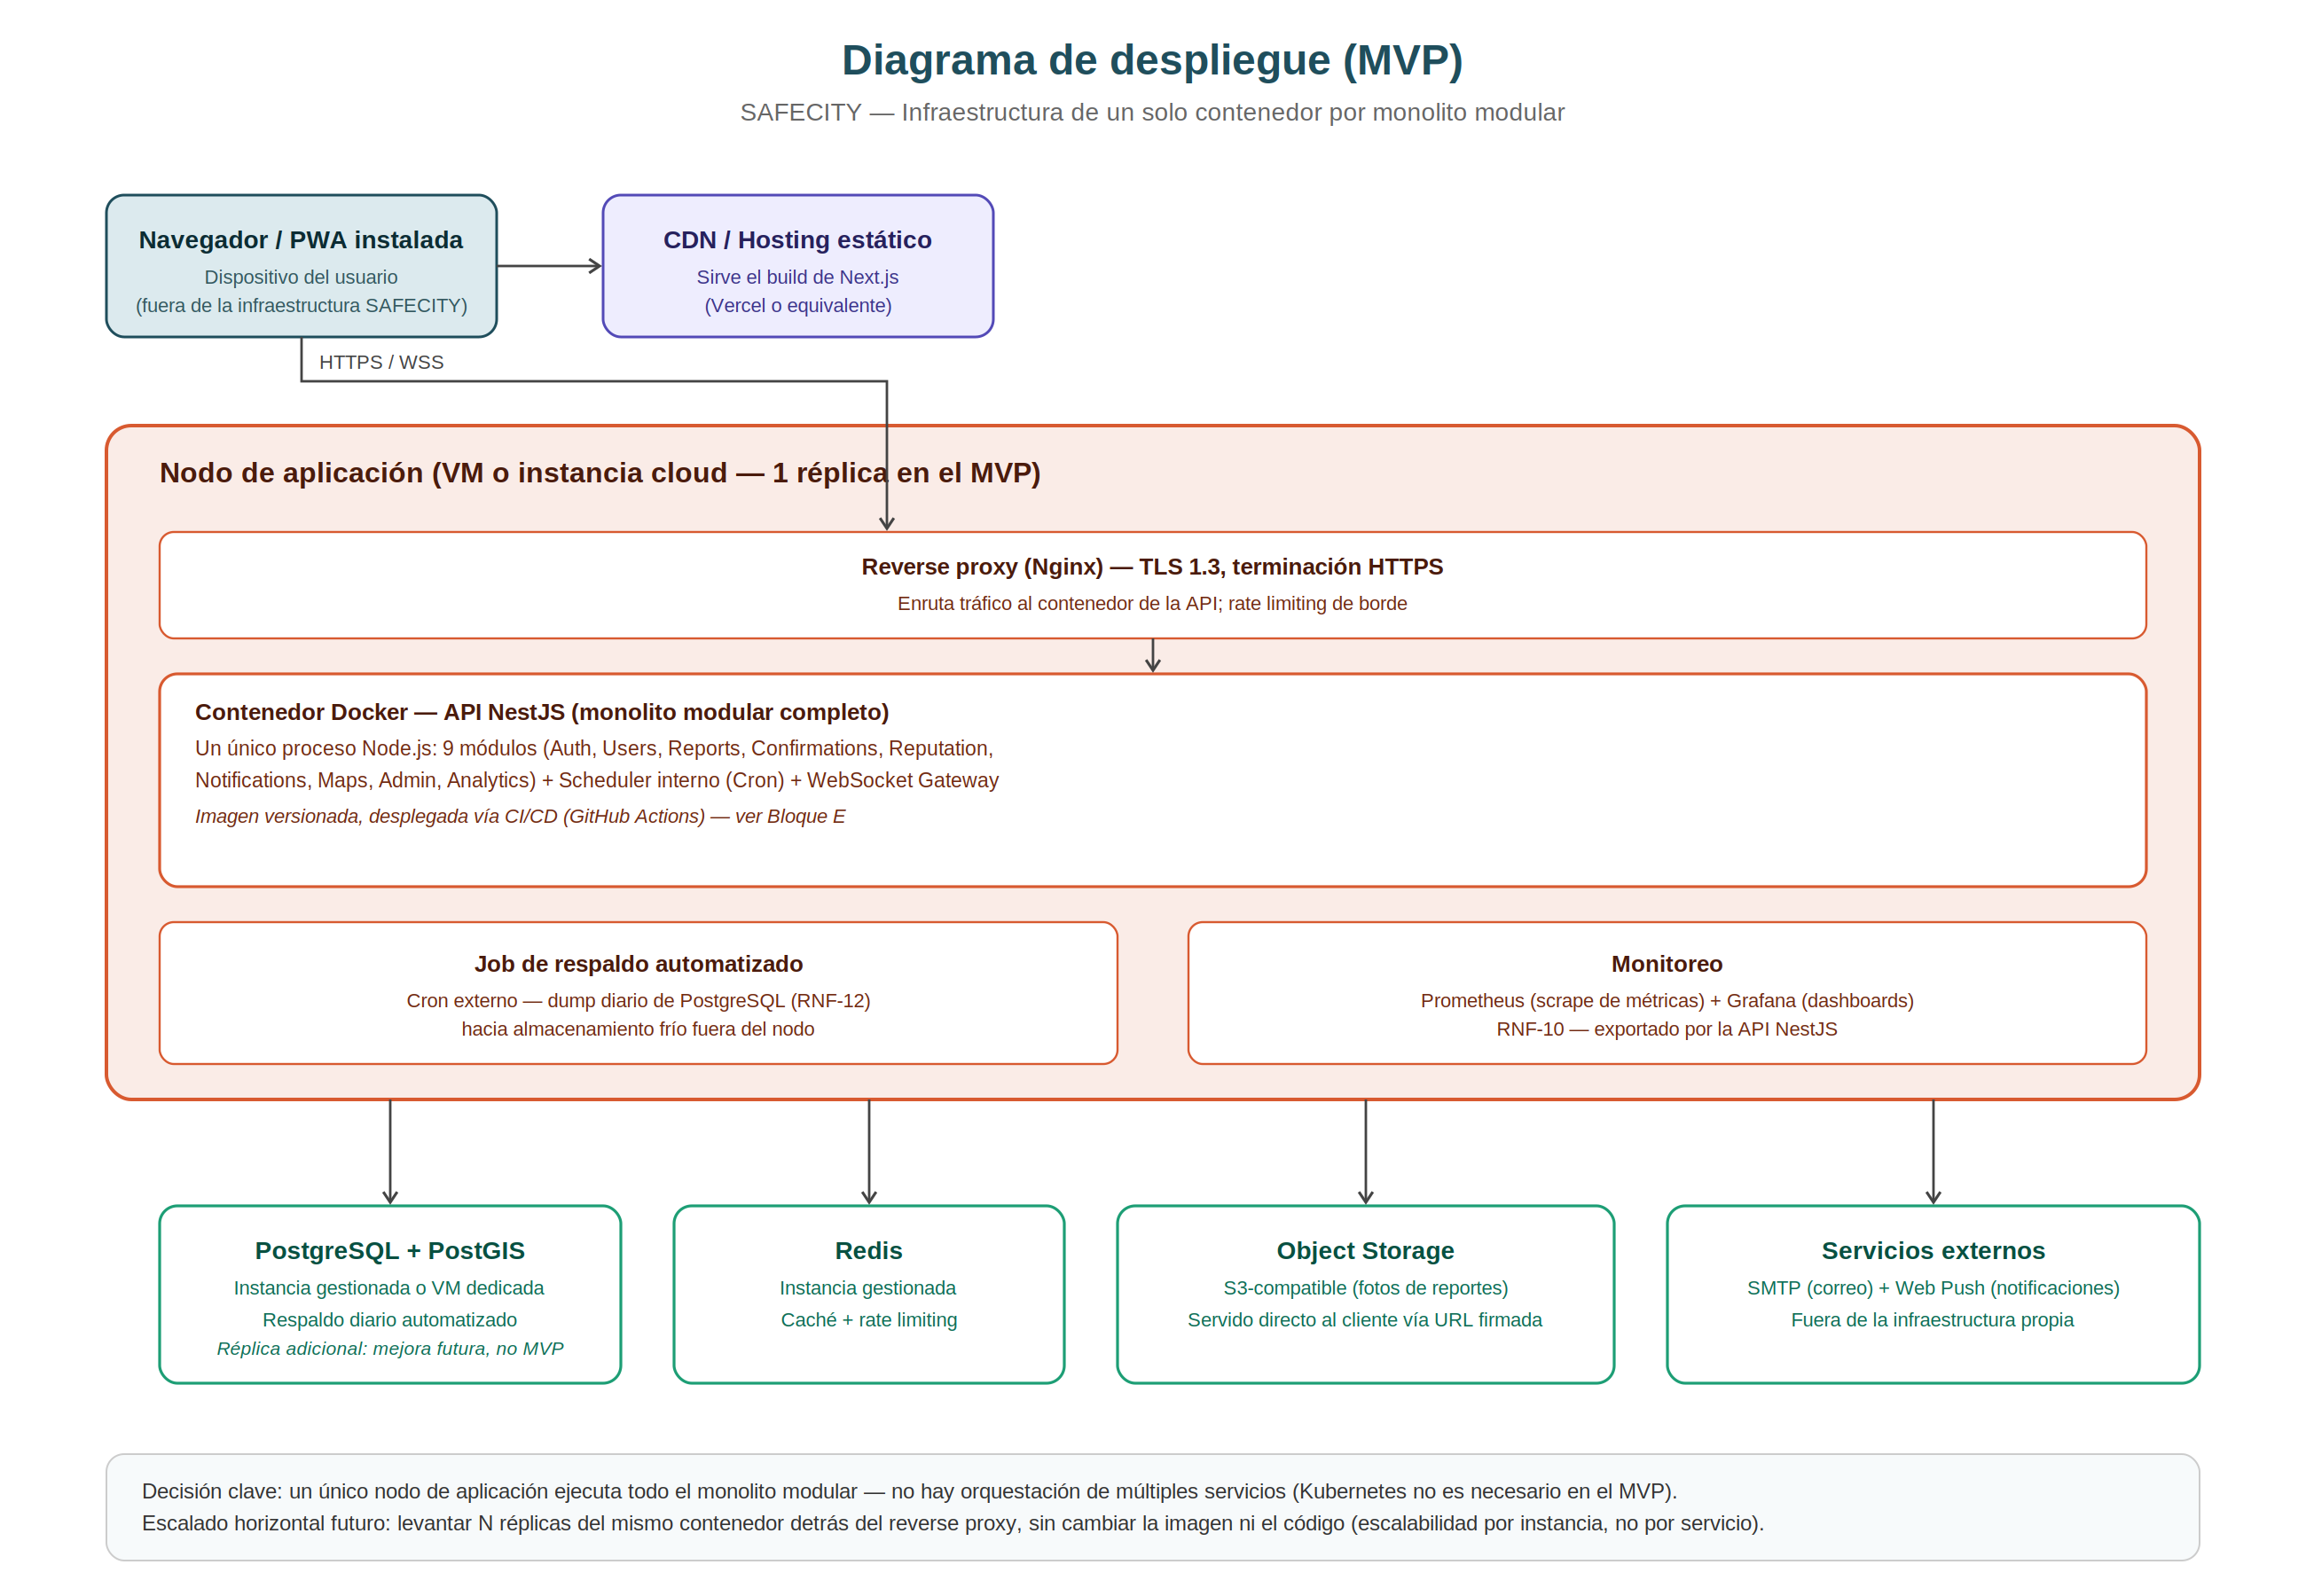 Diagrama de despliegue (MVP)
SAFECITY — Infraestructura de un solo contenedor por monolito modular
Navegador / PWA instalada
Dispositivo del usuario
(fuera de la infraestructura SAFECITY)
CDN / Hosting estático
Sirve el build de Next.js
(Vercel o equivalente)
HTTPS / WSS
Nodo de aplicación (VM o instancia cloud — 1 réplica en el MVP)
Reverse proxy (Nginx) — TLS 1.3, terminación HTTPS
Enruta tráfico al contenedor de la API; rate limiting de borde
Contenedor Docker — API NestJS (monolito modular completo)
Un único proceso Node.js: 9 módulos (Auth, Users, Reports, Confirmations, Reputation,
Notifications, Maps, Admin, Analytics) + Scheduler interno (Cron) + WebSocket Gateway
Imagen versionada, desplegada vía CI/CD (GitHub Actions) — ver Bloque E
Job de respaldo automatizado
Cron externo — dump diario de PostgreSQL (RNF-12)
hacia almacenamiento frío fuera del nodo
Monitoreo
Prometheus (scrape de métricas) + Grafana (dashboards)
RNF-10 — exportado por la API NestJS
PostgreSQL + PostGIS
Instancia gestionada o VM dedicada
Respaldo diario automatizado
Réplica adicional: mejora futura, no MVP
Redis
Instancia gestionada
Caché + rate limiting
Object Storage
S3-compatible (fotos de reportes)
Servido directo al cliente vía URL firmada
Servicios externos
SMTP (correo) + Web Push (notificaciones)
Fuera de la infraestructura propia
Decisión clave: un único nodo de aplicación ejecuta todo el monolito modular — no hay orquestación de múltiples servicios (Kubernetes no es necesario en el MVP).
Escalado horizontal futuro: levantar N réplicas del mismo contenedor detrás del reverse proxy, sin cambiar la imagen ni el código (escalabilidad por instancia, no por servicio).